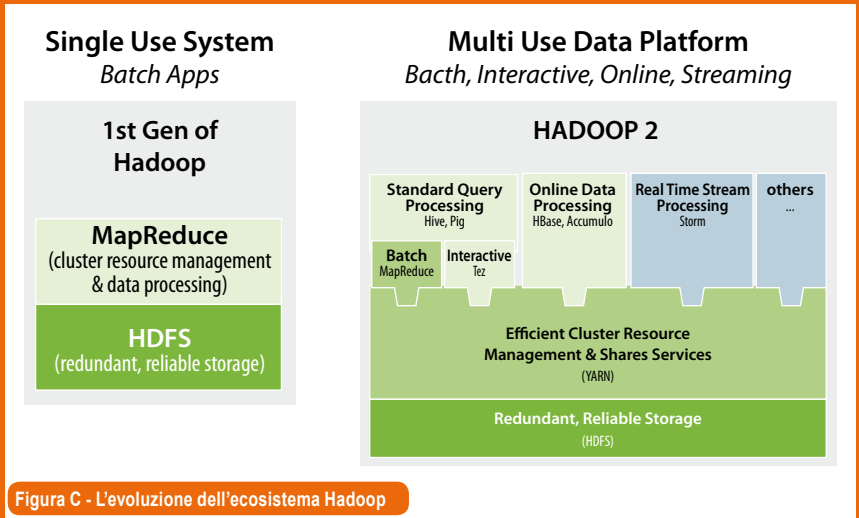 Single Use System
Batch Apps
1st Gen of
Hadoop
MapReduce
(cluster resource management
& data processing)
HDFS
(redundant, reliable storage)
Multi Use Data Platform
Bacth, Interactive, Online, Streaming
HADOOP 2
Standard Query
Processing
Hive, Pig
Batch
MapReduce
Interactive
Tez
Online Data
Processing
HBase, Accumulo
Real Time Stream
Processing
Storm
others
...
Efficient Cluster Resource
Management & Shares Services
(YARN)
Redundant, Reliable Storage
(HDFS)
Figura C - L'evoluzione dell'ecosistema Hadoop